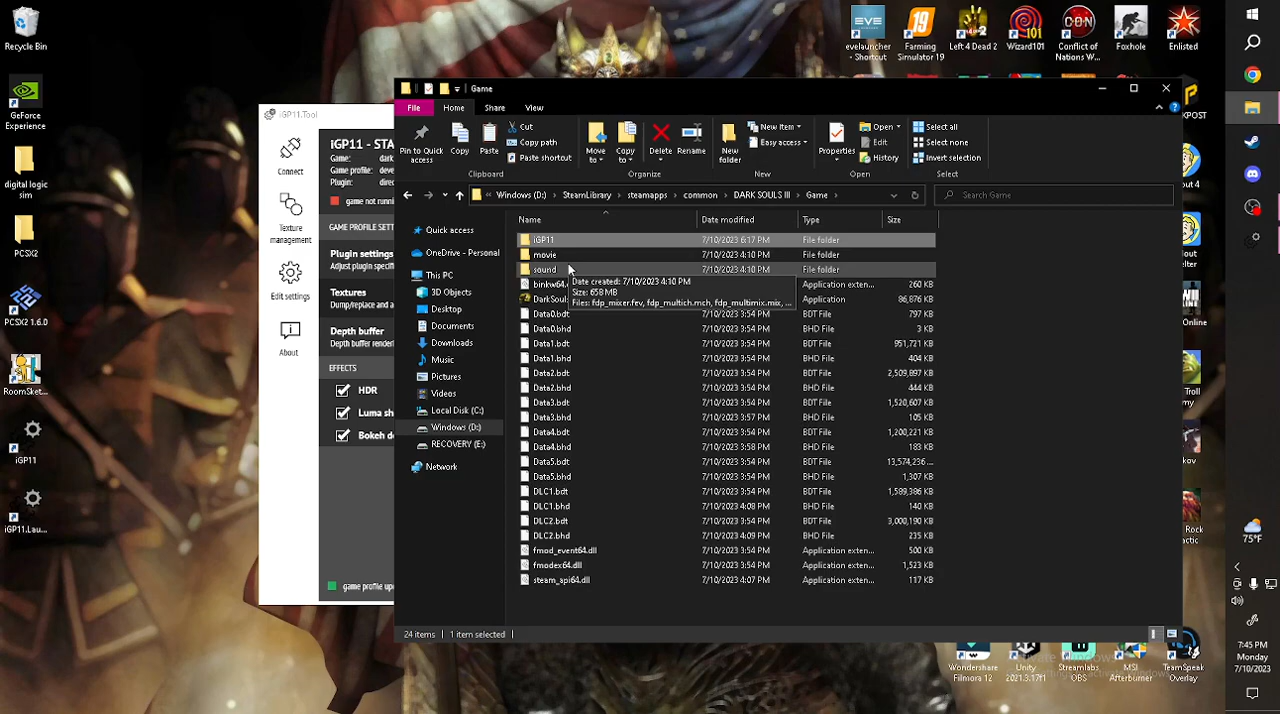 Recycle Bin
GeForce
Experience
digital logic
sim
PCSX2
PCSX2 1.6.0
RoomSket...
iGP11
iGP11.Lau...
iGP11.Tool
Connect
Texture
management
Edit settings
About
iGP11 - STA
Game: dark
Game profile: deve
Plugin: direc
game not runni
GAME PROFILE SETT
Plugin settings
Adjust plugin specific
Textures
Dump/replace and
Depth buffer
Depth buffer renderi
EFFECTS
HDR
Luma sh
Bokeh do
game profile up
Game
File
Home
Share
View
Pin to Quick
access
Copy
Paste
Cut
Copy path
Paste shortcut
Clipboard
Move
to
Copy
to
Delete
Rename
Organize
New
folder
New item
Easy access
New
Properties
Open
Edit
History
Open
Select all
Select none
Invert selection
Select
« Windows (D:) › SteamLibrary › steamapps › common › DARK SOULS III › Game ›
Search Game
Quick access
OneDrive - Personal
This PC
3D Objects
Desktop
Documents
Downloads
Music
Pictures
Videos
Local Disk (C:)
Windows (D:)
RECOVERY (E:)
Network
Name Date modified Type Size
iGP11 7/10/2023 6:17 PM File folder
movie 7/10/2023 4:10 PM File folder
sound 7/10/2023 4:10 PM File folder
binkw64. Application exten... 260 KB
DarkSoul Application 86,876 KB
Date created: 7/10/2023 4:10 PM
Size: 658 MB
Files: fdp_mixer.fev, fdp_multich.mch, fdp_multimix.mix, ...
Data0.bdt 7/10/2023 3:54 PM BDT File 797 KB
Data0.bhd 7/10/2023 3:54 PM BHD File 3 KB
Data1.bdt 7/10/2023 3:54 PM BDT File 951,721 KB
Data1.bhd 7/10/2023 3:54 PM BHD File 404 KB
Data2.bdt 7/10/2023 3:54 PM BDT File 2,509,897 KB
Data2.bhd 7/10/2023 3:54 PM BHD File 444 KB
Data3.bdt 7/10/2023 3:54 PM BDT File 1,520,607 KB
Data3.bhd 7/10/2023 3:57 PM BHD File 105 KB
Data4.bdt 7/10/2023 3:54 PM BDT File 1,200,221 KB
Data4.bhd 7/10/2023 3:58 PM BHD File 183 KB
Data5.bdt 7/10/2023 3:54 PM BDT File 13,574,236...
Data5.bhd 7/10/2023 3:54 PM BHD File 1,307 KB
DLC1.bdt 7/10/2023 3:54 PM BDT File 1,589,386 KB
DLC1.bhd 7/10/2023 4:08 PM BHD File 140 KB
DLC2.bdt 7/10/2023 3:54 PM BDT File 3,000,190 KB
DLC2.bhd 7/10/2023 4:09 PM BHD File 235 KB
fmod_event64.dll 7/10/2023 3:54 PM Application exten... 500 KB
fmodex64.dll 7/10/2023 3:54 PM Application exten... 1,523 KB
steam_api64.dll 7/10/2023 4:07 PM Application exten... 117 KB
24 items
1 item selected
EVE
evelauncher
- Shortcut
19
Farming
Simulator 19
Left 4 Dead 2
101
Wizard101
CON
Conflict of
Nations W...
Foxhole
Enlisted
KPOST
out 4
Online
Troll
my
kov
Rock
actic
Wondershare
Filmora 12
Unity
2021.3.17f1
Streamlabs
OBS
MSI
Afterburner
TeamSpeak
Overlay
75°F
7:45 PM
Monday
7/10/2023